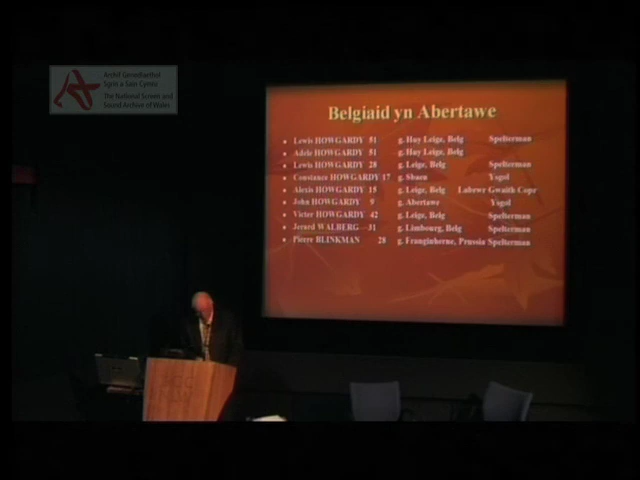 Archif Genedlaethol
Sgrin a Sain Cymru
The National Screen and
Sound Archive of Wales
Belgiaid yn Abertawe
Lewis HOWGARDY 51 g. Huy Leige, Belg Spelterman
Adele HOWGARDY 51 g. Huy Leige, Belg
Lewis HOWGARDY 28 g. Leige, Belg Spelterman
Constance HOWGARDY 17 g. Sbaen Ysgol
Alexis HOWGARDY 15 g. Leige, Belg Labrwr Gwaith Copr
John HOWGARDY 9 g. Abertawe Ysgol
Victor HOWGARDY 42 g. Leige, Belg Spelterman
Jerard WALBERG 31 g. Limbourg, Belg Spelterman
Pierre BLINKMAN 28 g. Prussia Spelterman